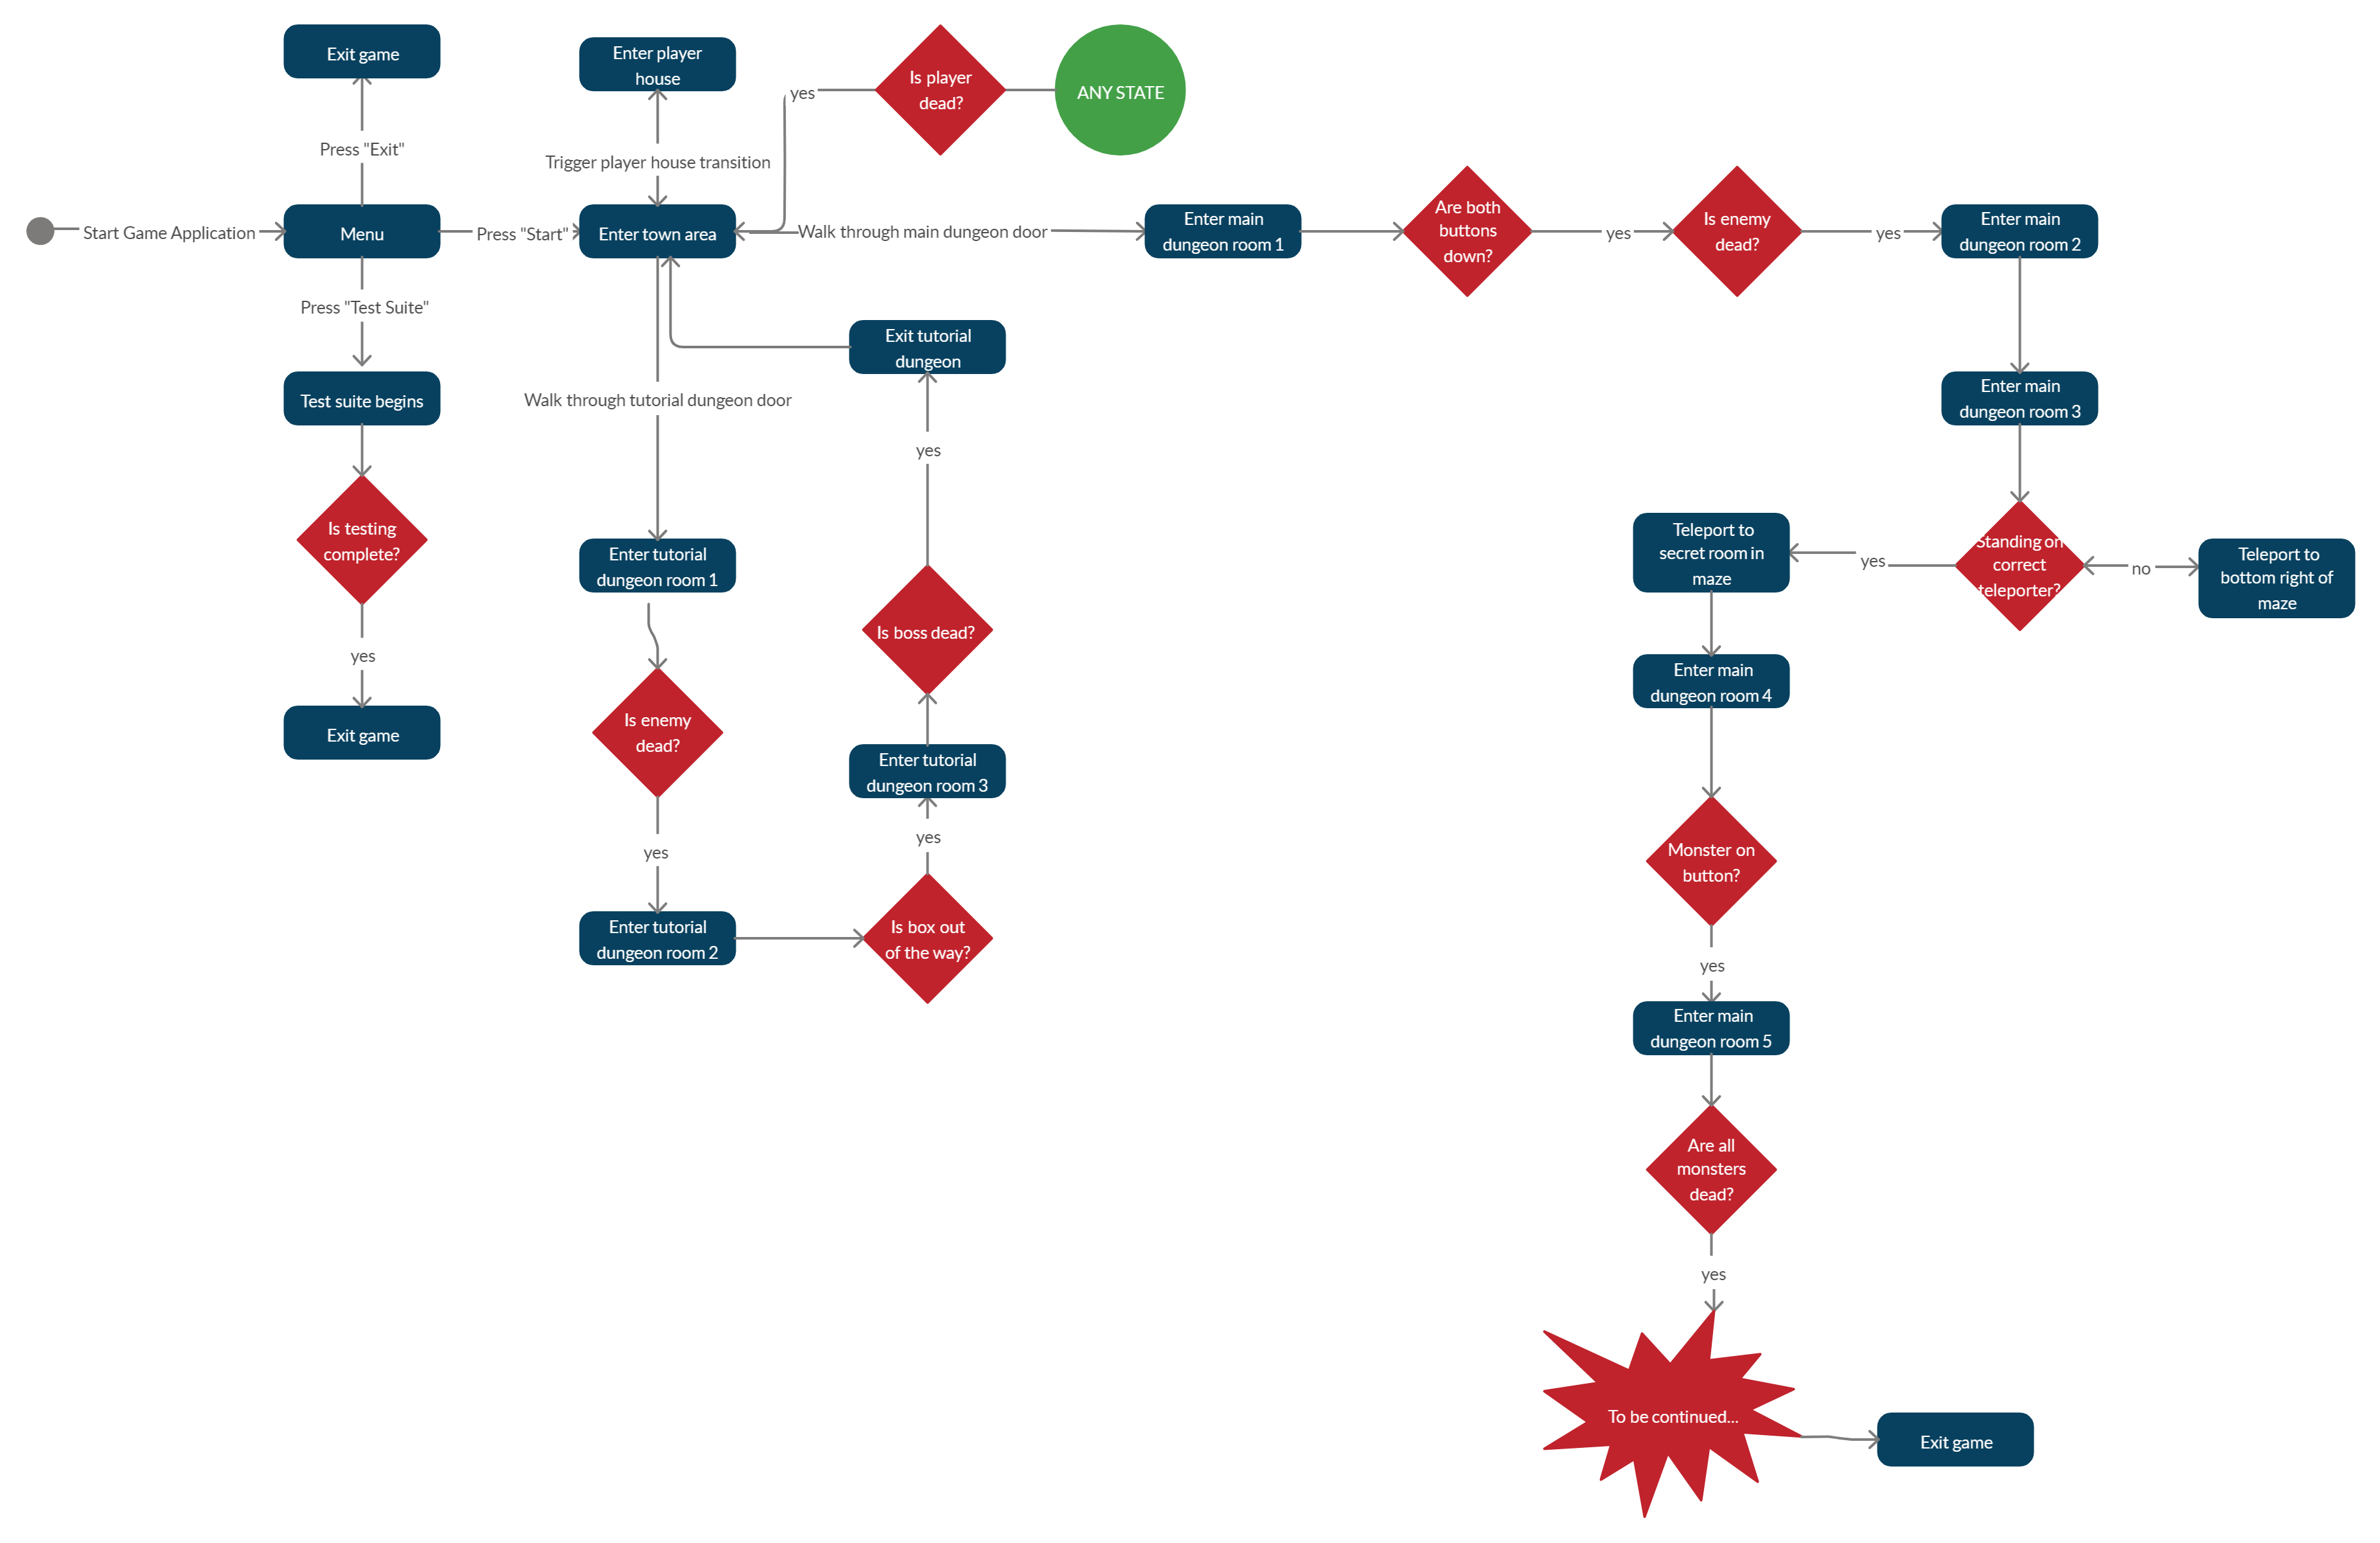 Exit game
Press "Exit"
Start Game Application
Menu
Press "Start"
Press "Test Suite"
Test suite begins
Is testing
complete?
yes
Exit game
Enter player
house
Trigger player house transition
Enter town area
yes
Is player
dead?
ANY STATE
Walk through main dungeon door
Walk through tutorial dungeon door
Enter tutorial
dungeon room 1
Is enemy
dead?
yes
Enter tutorial
dungeon room 2
Is box out
of the way?
yes
Enter tutorial
dungeon room 3
Is boss dead?
yes
Exit tutorial
dungeon
Enter main
dungeon room 1
Are both
buttons
down?
yes
Is enemy
dead?
yes
Enter main
dungeon room 2
Enter main
dungeon room 3
Standing on
correct
teleporter?
no
Teleport to
bottom right of
maze
yes
Teleport to
secret room in
maze
Enter main
dungeon room 4
Monster on
button?
yes
Enter main
dungeon room 5
Are all
monsters
dead?
yes
To be continued...
Exit game